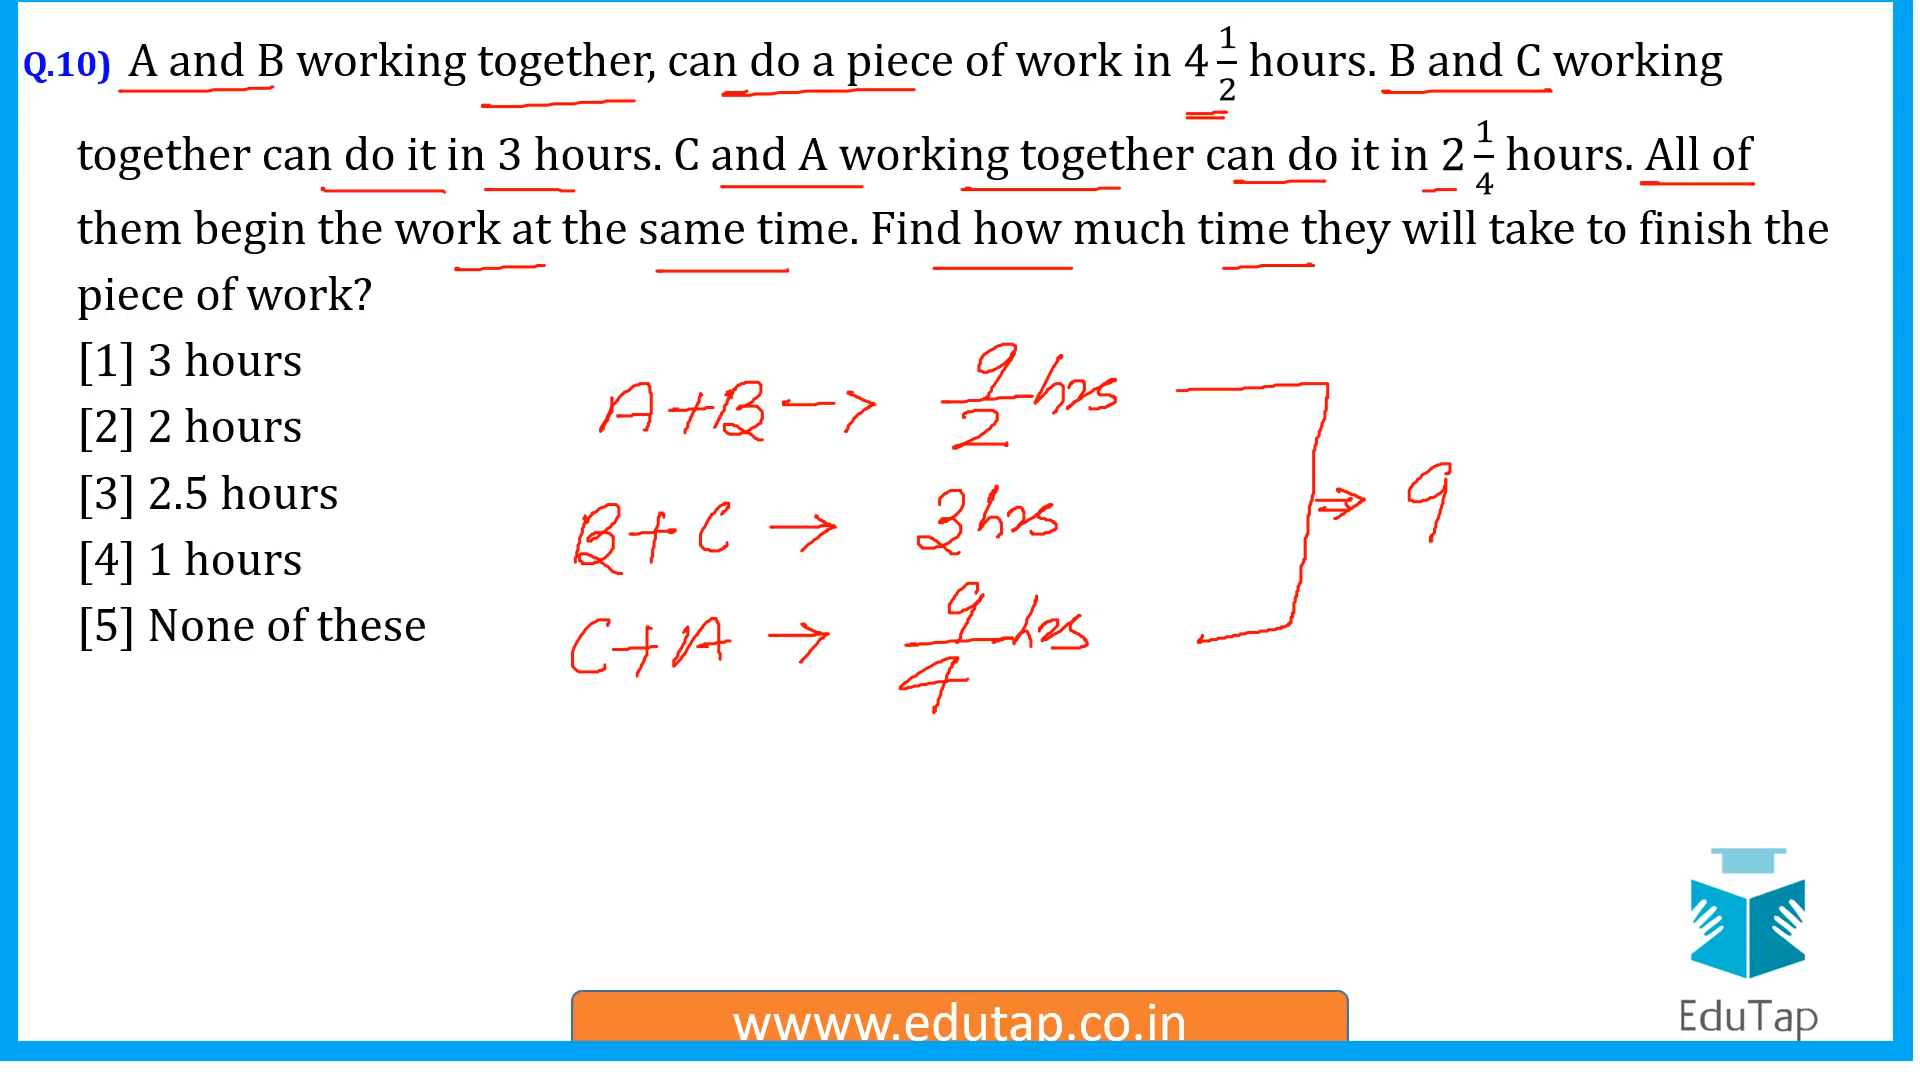 Q.10) A and B working together, can do a piece of work in 4 1/2 hours. B and C working
together can do it in 3 hours. C and A working together can do it in 2 1/4 hours. All of
them begin the work at the same time. Find how much time they will take to finish the
piece of work?
[1] 3 hours
[2] 2 hours
[3] 2.5 hours
[4] 1 hours
[5] None of these
A+B → 9/2 hrs
B+C → 3 hrs
C+A → 9/4 hrs
⇒ 9
EduTap
wwww.edutap.co.in